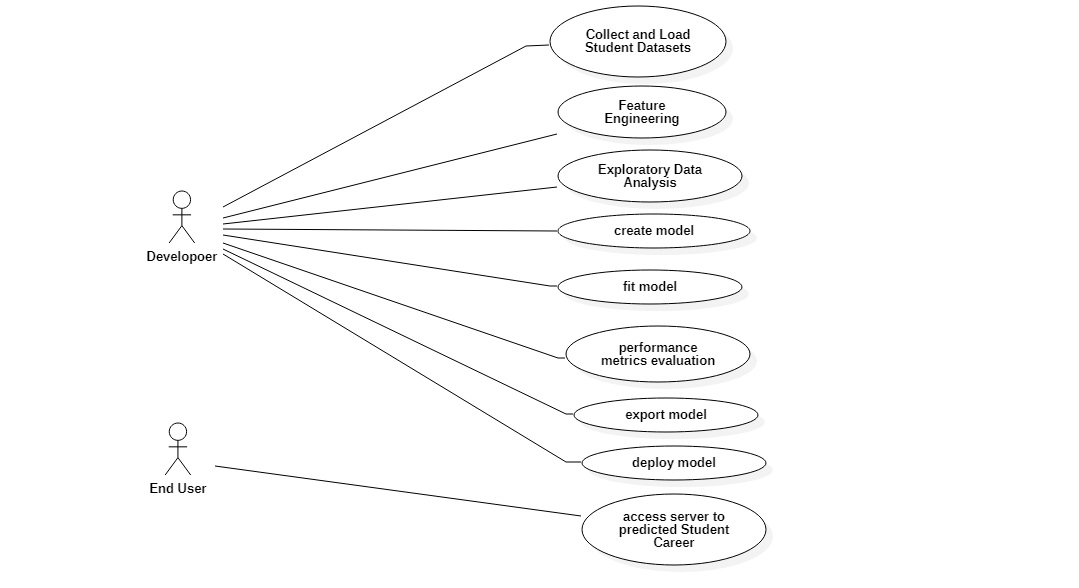 Collect and Load
Student Datasets
Feature
Engineering
Exploratory Data
Analysis
create model
Developoer
fit model
performance
metrics evaluation
export model
deploy model
End User
access server to
predicted Student
Career